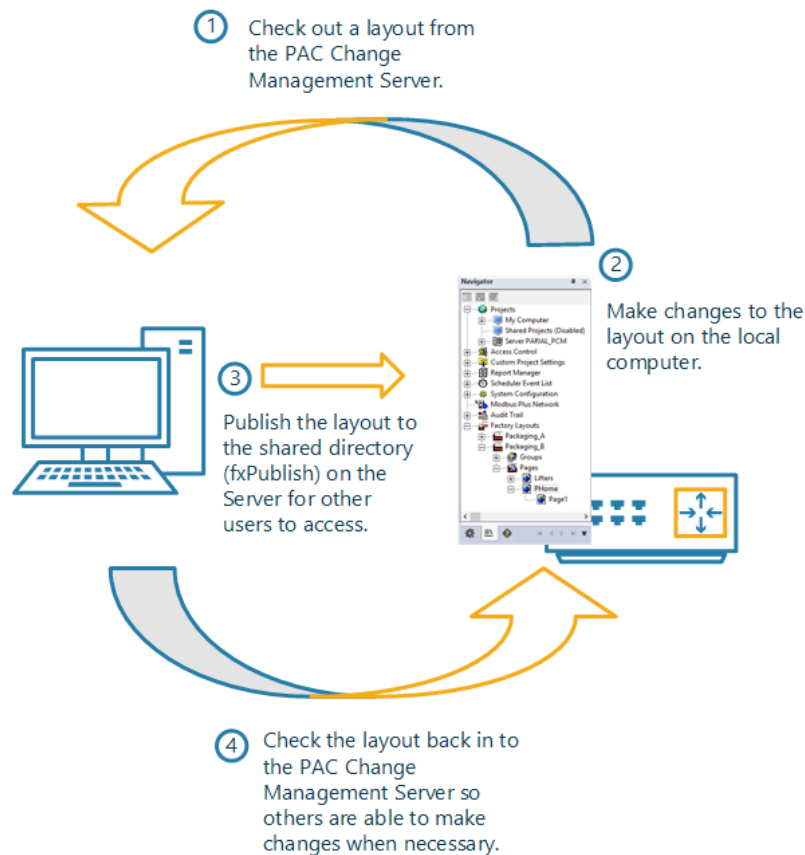 1
Check out a layout from
the PAC Change
Management Server.
2
Make changes to the
layout on the local
computer.
Navigator
Projects
My Computer
Shared Projects (Disabled)
Server PARIAL_PCM
Access Control
Custom Project Settings
Report Manager
Scheduler Event List
System Configuration
Modbus Plus Network
Audit Trail
Factory Layouts
Packaging_A
Packaging_B
Groups
Pages
Lifters
PHome
Page1
3
Publish the layout to
the shared directory
(fxPublish) on the
Server for other
users to access.
4
Check the layout back in to
the PAC Change
Management Server so
others are able to make
changes when necessary.